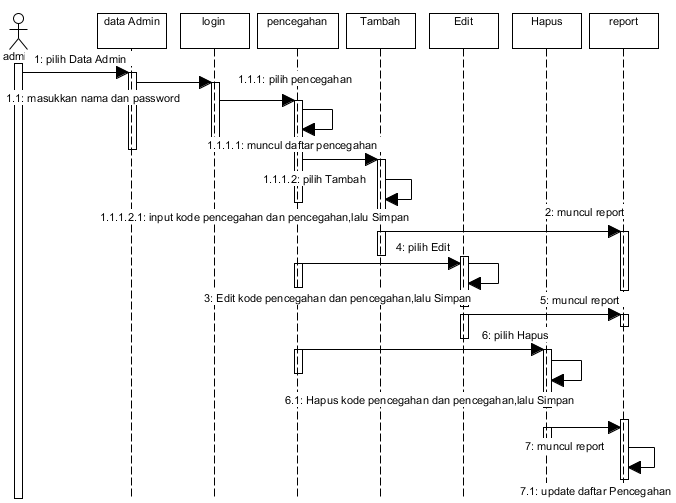 data Admin
login
pencegahan
Tambah
Edit
Hapus
report
admi
1: pilih Data Admin
1.1.1: pilih pencegahan
1.1: masukkan nama dan password
1.1.1.1: muncul daftar pencegahan
1.1.1.2: pilih Tambah
1.1.1.2.1: input kode pencegahan dan pencegahan,lalu Simpan
2: muncul report
4: pilih Edit
3: Edit kode pencegahan dan pencegahan,lalu Simpan
5: muncul report
6: pilih Hapus
6.1: Hapus kode pencegahan dan pencegahan,lalu Simpan
7: muncul report
7.1: update daftar Pencegahan